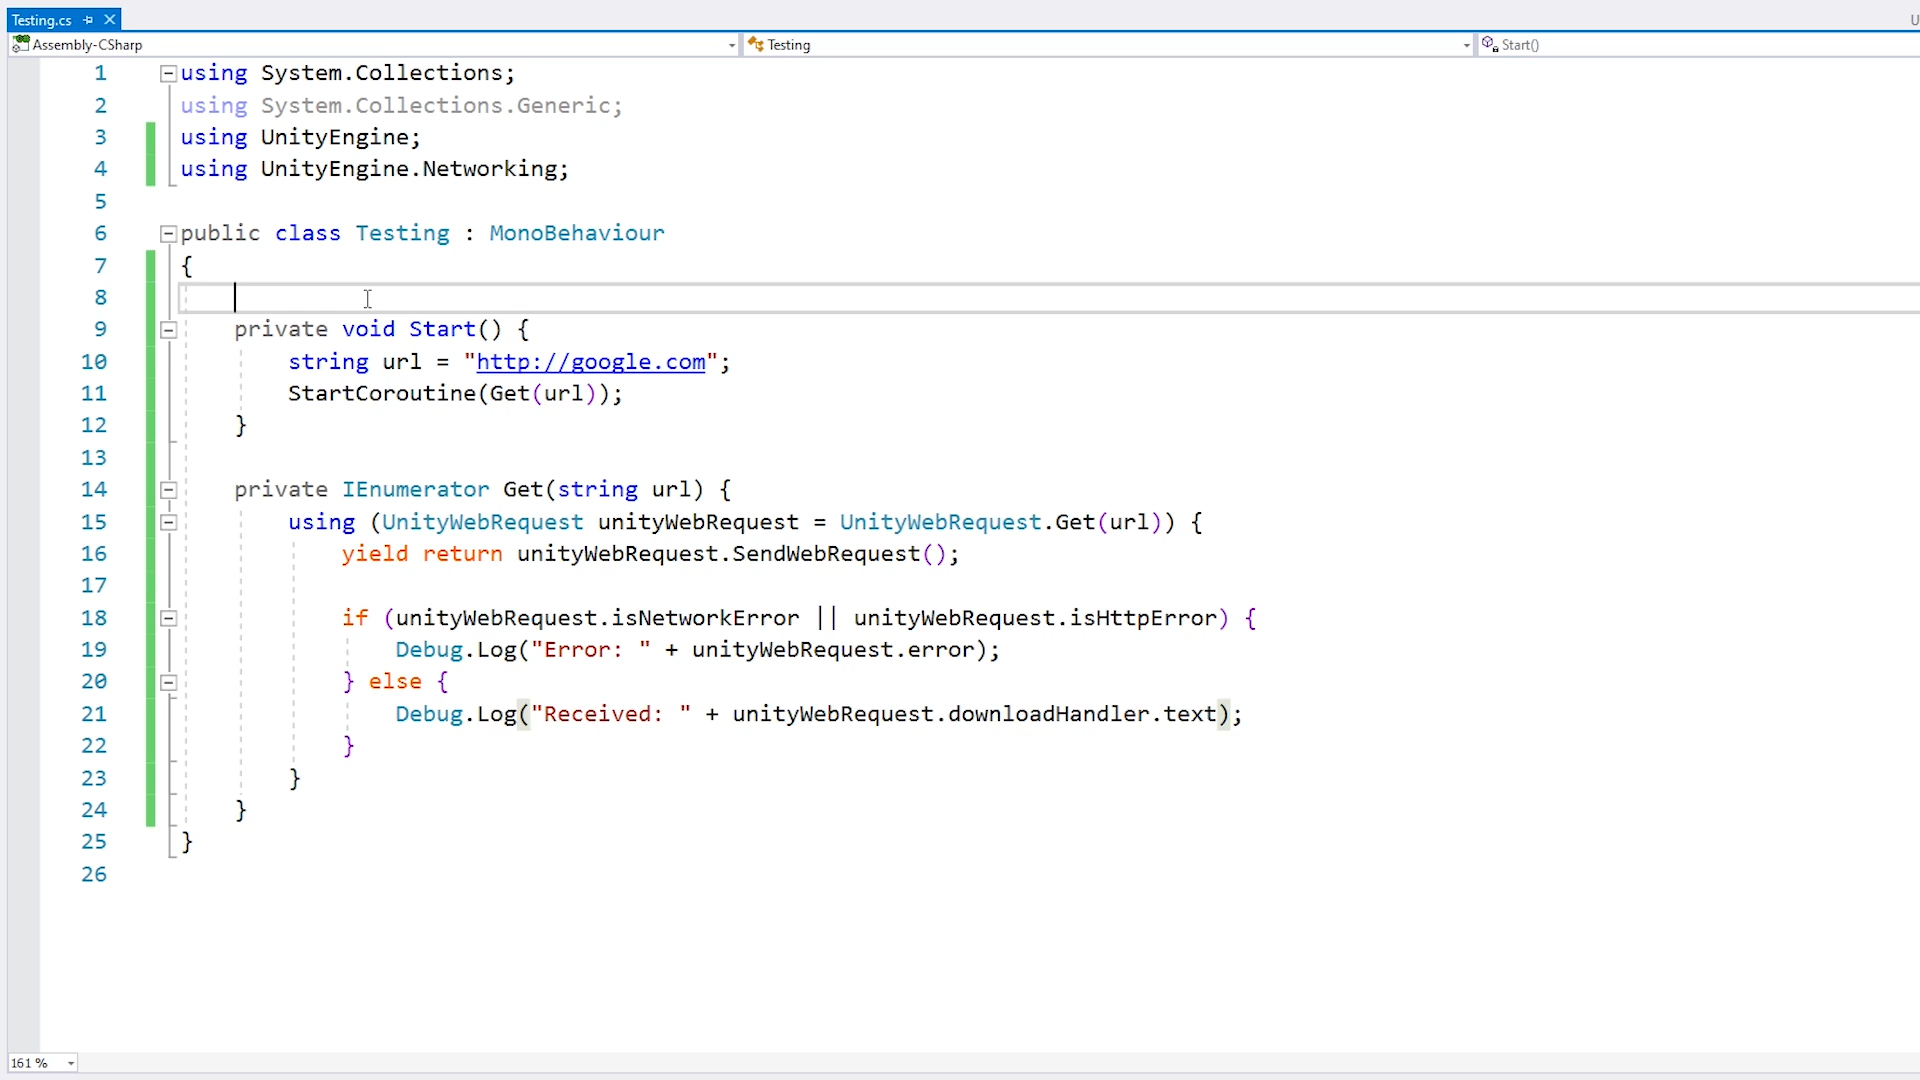 Testing.cs
U
Assembly-CSharp Testing Start()
1 using System.Collections;
2 using System.Collections.Generic;
3 using UnityEngine;
4 using UnityEngine.Networking;
5
6 public class Testing : MonoBehaviour
7 {
8
9 private void Start() {
10 string url = "http://google.com";
11 StartCoroutine(Get(url));
12 }
13
14 private IEnumerator Get(string url) {
15 using (UnityWebRequest unityWebRequest = UnityWebRequest.Get(url)) {
16 yield return unityWebRequest.SendWebRequest();
17
18 if (unityWebRequest.isNetworkError || unityWebRequest.isHttpError) {
19 Debug.Log("Error: " + unityWebRequest.error);
20 } else {
21 Debug.Log("Received: " + unityWebRequest.downloadHandler.text);
22 }
23 }
24 }
25 }
26
161 %